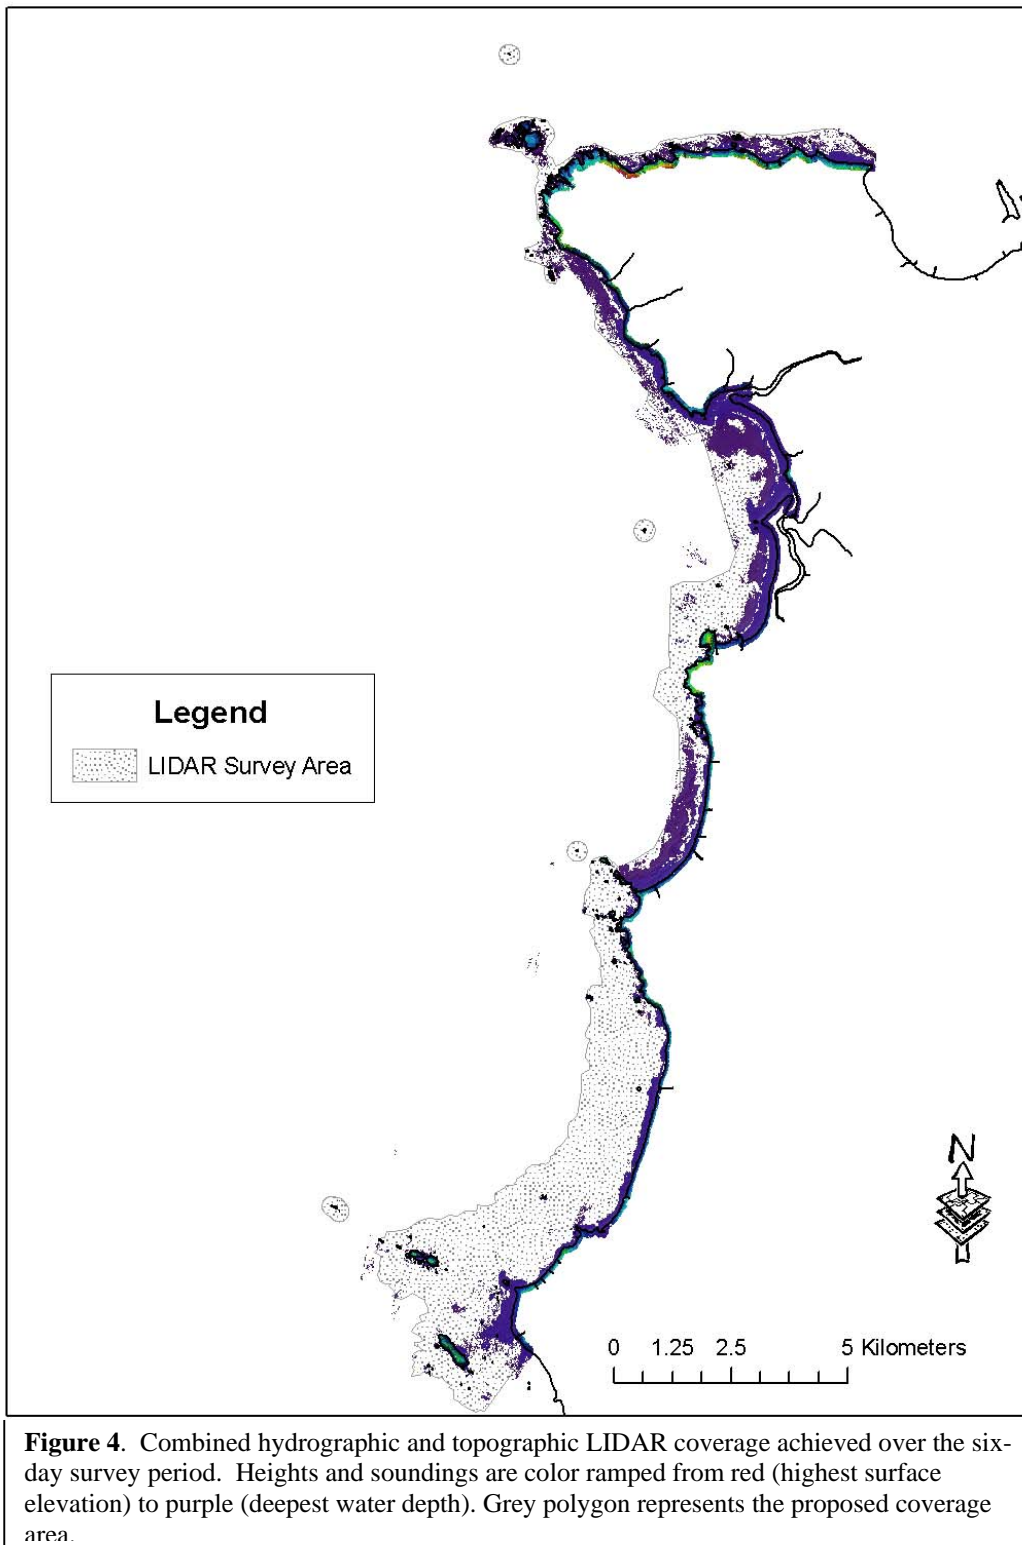 Legend
LIDAR Survey Area
N
0 1.25 2.5 5 Kilometers
Figure 4. Combined hydrographic and topographic LIDAR coverage achieved over the six-
day survey period. Heights and soundings are color ramped from red (highest surface
elevation) to purple (deepest water depth). Grey polygon represents the proposed coverage
area.